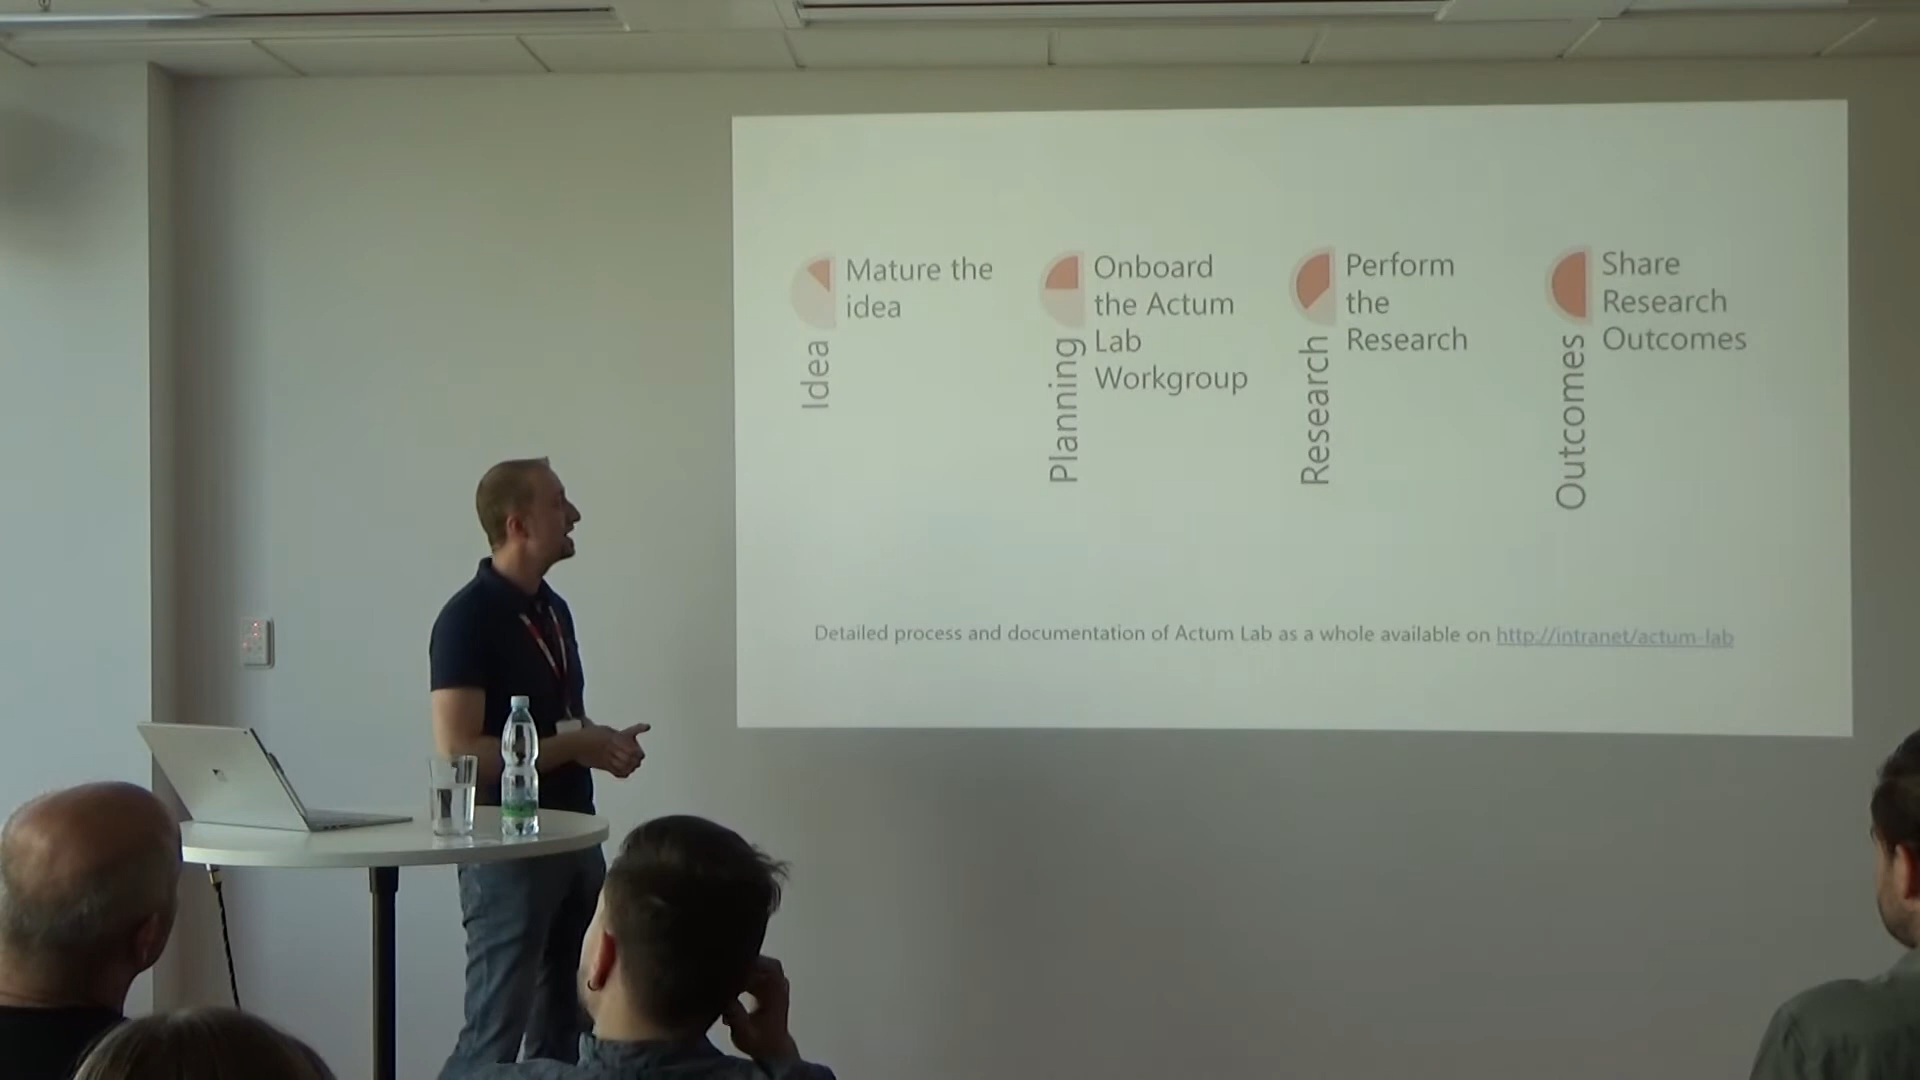 Mature the
idea
Idea
Onboard
the Actum
Lab
Workgroup
Planning
Perform
the
Research
Research
Share
Research
Outcomes
Outcomes
Detailed process and documentation of Actum Lab as a whole available on http://intranet/actum-lab